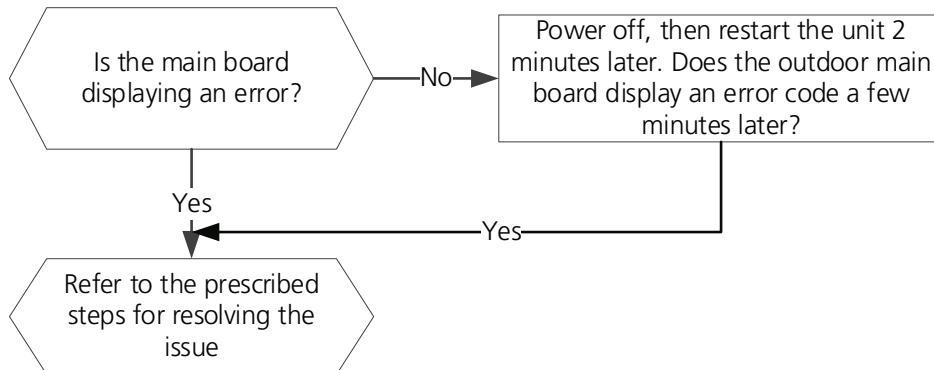 Is the main board
displaying an error?
No
Power off, then restart the unit 2
minutes later. Does the outdoor main
board display an error code a few
minutes later?
Yes
Yes
Refer to the prescribed
steps for resolving the
issue